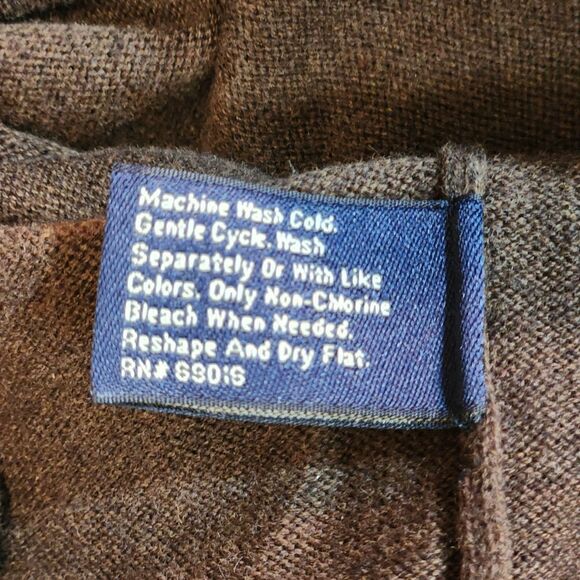 Machine Wash Cold.
Gentle Cycle. Wash
Separately Or With Like
Colors. Only Non-Chlorine
Bleach When Needed.
Reshape And Dry Flat.
RN#